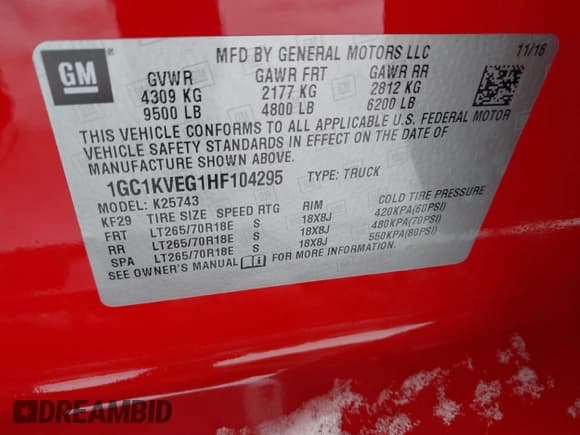 GM
MFD BY GENERAL MOTORS LLC 11/16
GVWR GAWR FRT GAWR RR
4309 KG 2177 KG 2812 KG
9500 LB 4800 LB 6200 LB
THIS VEHICLE CONFORMS TO ALL APPLICABLE U.S. FEDERAL MOTOR
VEHICLE SAFETY STANDARDS IN EFFECT ON THE DATE OF
MANUFACTURE SHOWN ABOVE.
1GC1KVEG1HF104295 TYPE: TRUCK
MODEL: K25743
KF29 TIRE SIZE SPEED RTG RIM COLD TIRE PRESSURE
FRT LT265/70R18E S 18X8J 420KPA(60PSI)
RR LT265/70R18E S 18X8J 480KPA(70PSI)
SPA LT265/70R18E S 18X8J 550KPA(80PSI)
SEE OWNER'S MANUAL FOR MORE INFORMATION.
DREAMBID